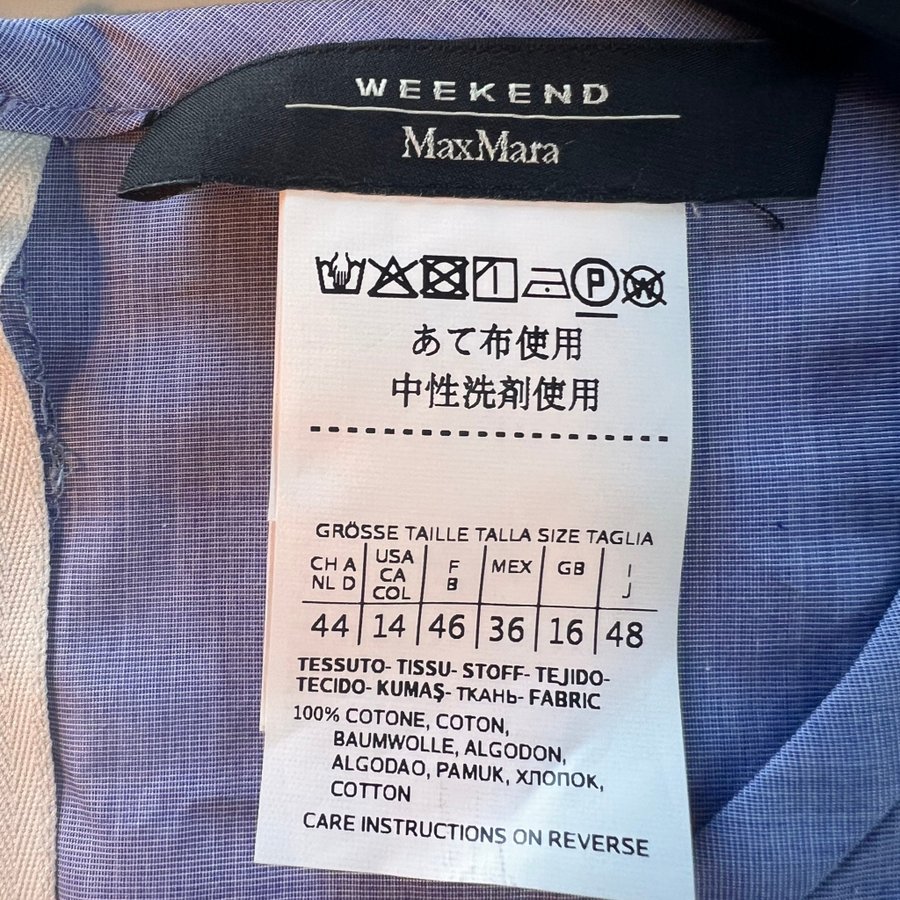 WEEKEND
MaxMara
P W
あて布使用
中性洗剤使用
GRÖSSE TAILLE TALLA SIZE TAGLIA
CH A NL D | USA CA COL | F B | MEX | GB | I J
44 | 14 | 46 | 36 | 16 | 48
TESSUTO- TISSU- STOFF- TEJIDO-
TECIDO- KUMAŞ- ТКАНЬ- FABRIC
100% COTONE, COTON,
BAUMWOLLE, ALGODON,
ALGODAO, PAMUK, ХЛОПОК,
COTTON
CARE INSTRUCTIONS ON REVERSE